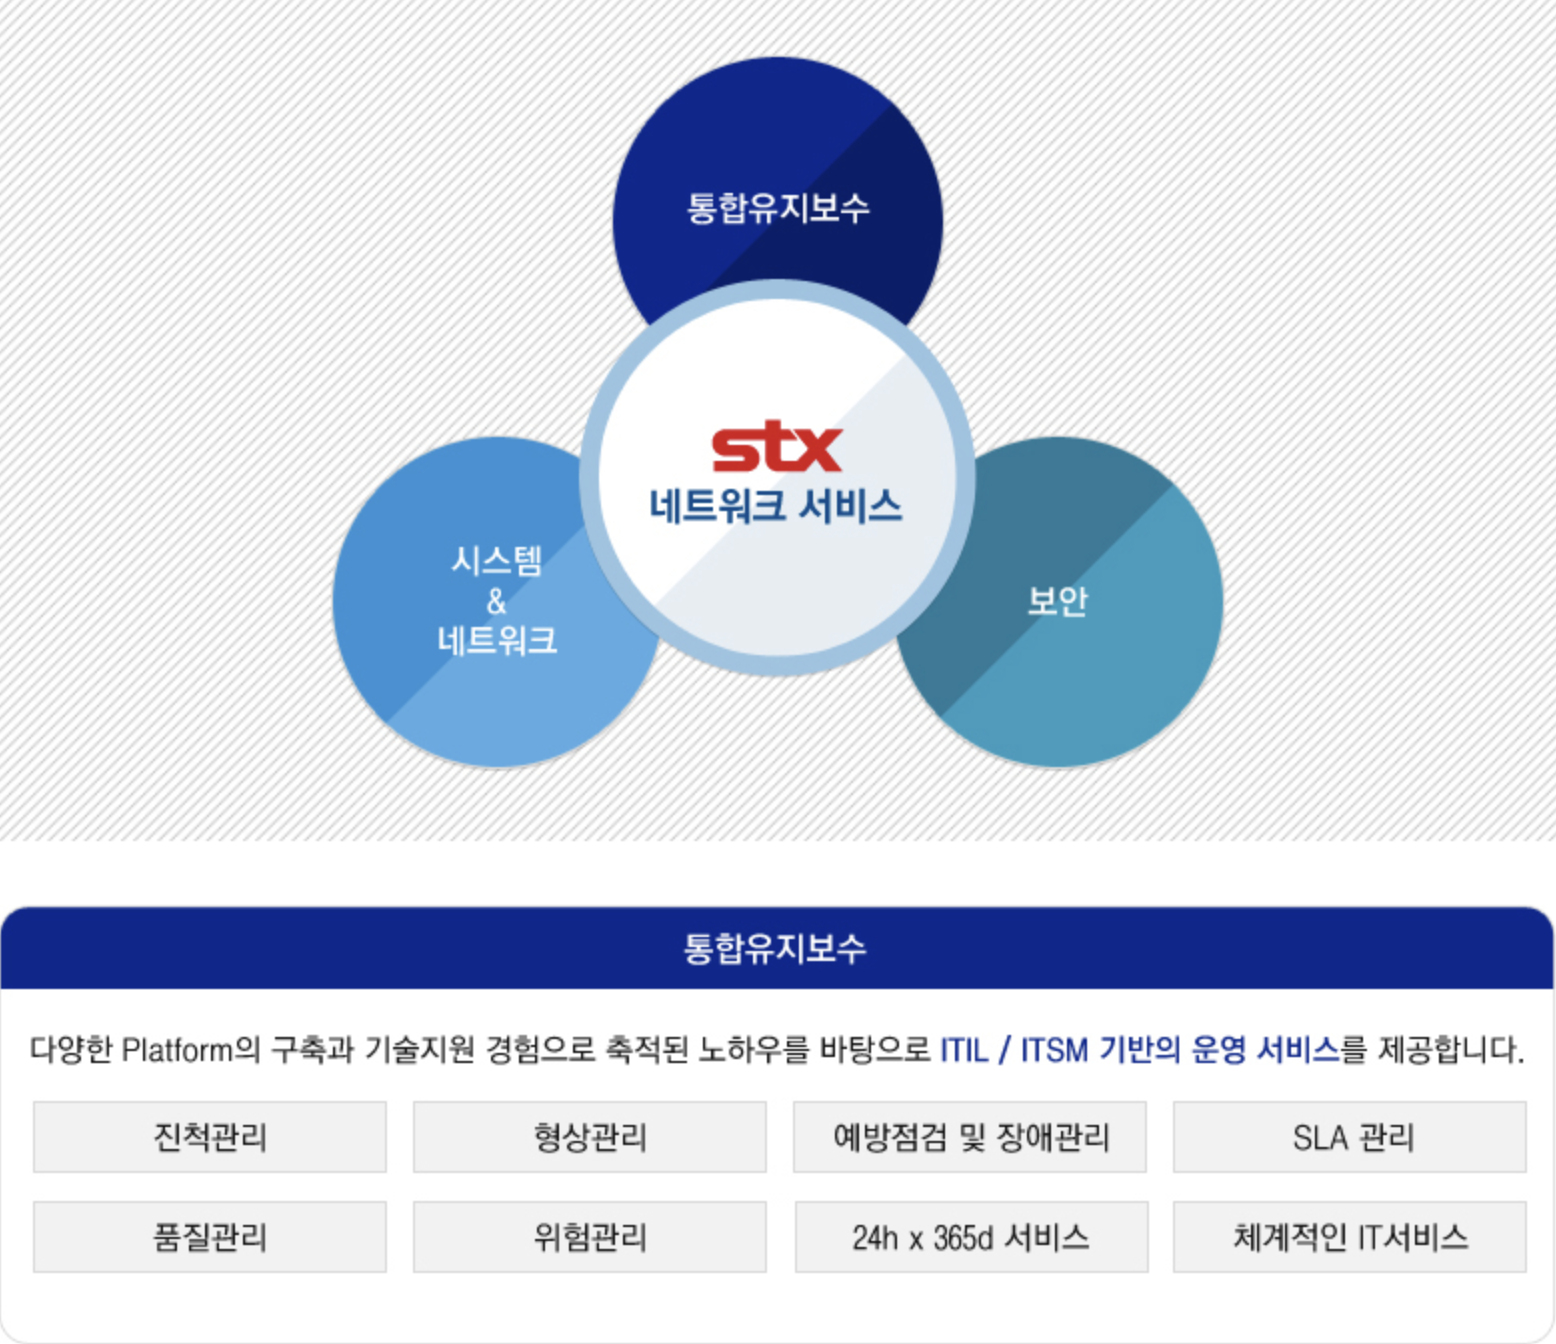 통합유지보수
stx
네트워크 서비스
시스템
&
네트워크
보안
통합유지보수
다양한 Platform의 구축과 기술지원 경험으로 축적된 노하우를 바탕으로 ITIL / ITSM 기반의 운영 서비스를 제공합니다.
진척관리
형상관리
예방점검 및 장애관리
SLA 관리
품질관리
위험관리
24h x 365d 서비스
체계적인 IT서비스